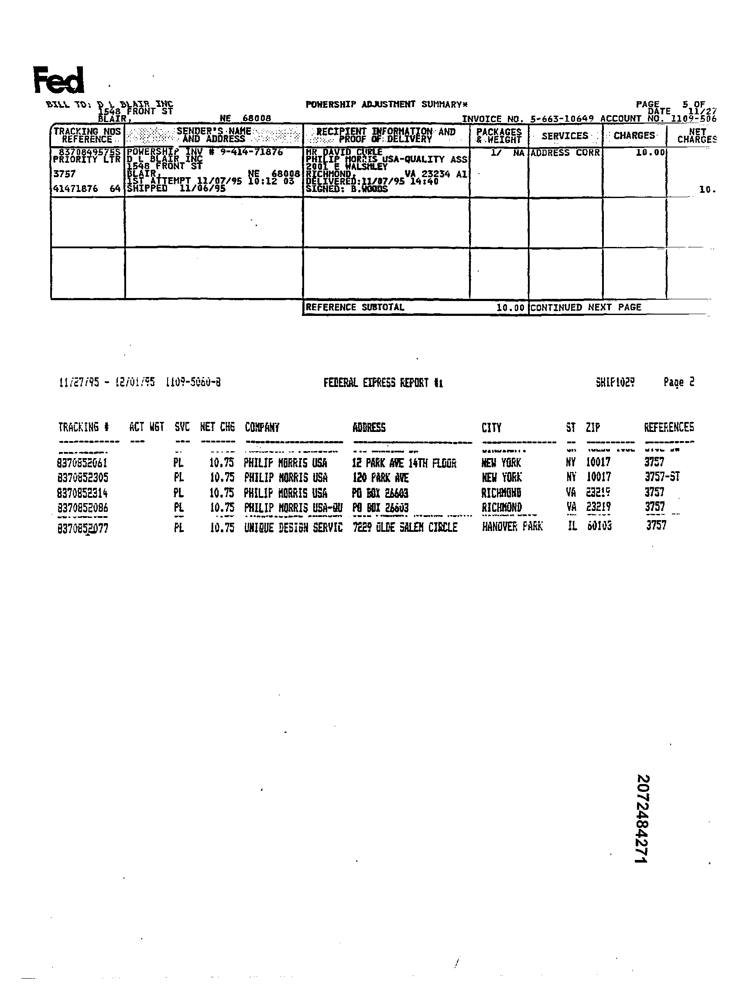 Fed
BILL TO: D L BLAIR INC POWERSHIP ADJUSTMENT SUMMARY* PAGE 5 OF
1548 FRONT ST DATE 11/27
BLAIR, NE 68008 INVOICE NO. 5-663-10649 ACCOUNT NO. 1109-506
TRACKING NOS SENDER'S NAME RECIPIENT INFORMATION AND PACKAGES SERVICES CHARGES NET
REFERENCE AND ADDRESS PROOF OF DELIVERY & WEIGHT CHARGES
8370849575S POWERSHIP INV # 9-414-71876 MR DAVID CURLE 1/ NA ADDRESS CORR 10.00
PRIORITY LTR D L BLAIR INC PHILIP MORRIS USA-QUALITY ASS
1548 FRONT ST 2001 E WALSMLEY
3757 BLAIR, NE 68008 RICHMOND, VA 23234 A1
1ST ATTEMPT 11/07/95 10:12 03 DELIVERED:11/07/95 14:40
41471876 64 SHIPPED 11/06/95 SIGNED: B.WOODS 10.
REFERENCE SUBTOTAL 10.00 CONTINUED NEXT PAGE
11/27/95 - 12/01/95 1109-5060-8 FEDERAL EXPRESS REPORT #1 SHIP1029 Page 2
TRACKING # ACT WGT SVC NET CHG COMPANY ADDRESS CITY ST ZIP REFERENCES
8370852061 PL 10.75 PHILIP MORRIS USA 12 PARK AVE 14TH FLOOR NEW YORK NY 10017 3757
8370852305 PL 10.75 PHILIP MORRIS USA 120 PARK AVE NEW YORK NY 10017 3757-ST
8370852314 PL 10.75 PHILIP MORRIS USA PO BOX 26603 RICHMOND VA 23219 3757
8370852086 PL 10.75 PHILIP MORRIS USA-QU PO BOX 26603 RICHMOND VA 23219 3757
8370852077 PL 10.75 UNIQUE DESIGN SERVIC 7229 OLDE SALEM CIRCLE HANOVER PARK IL 60103 3757
2072484271